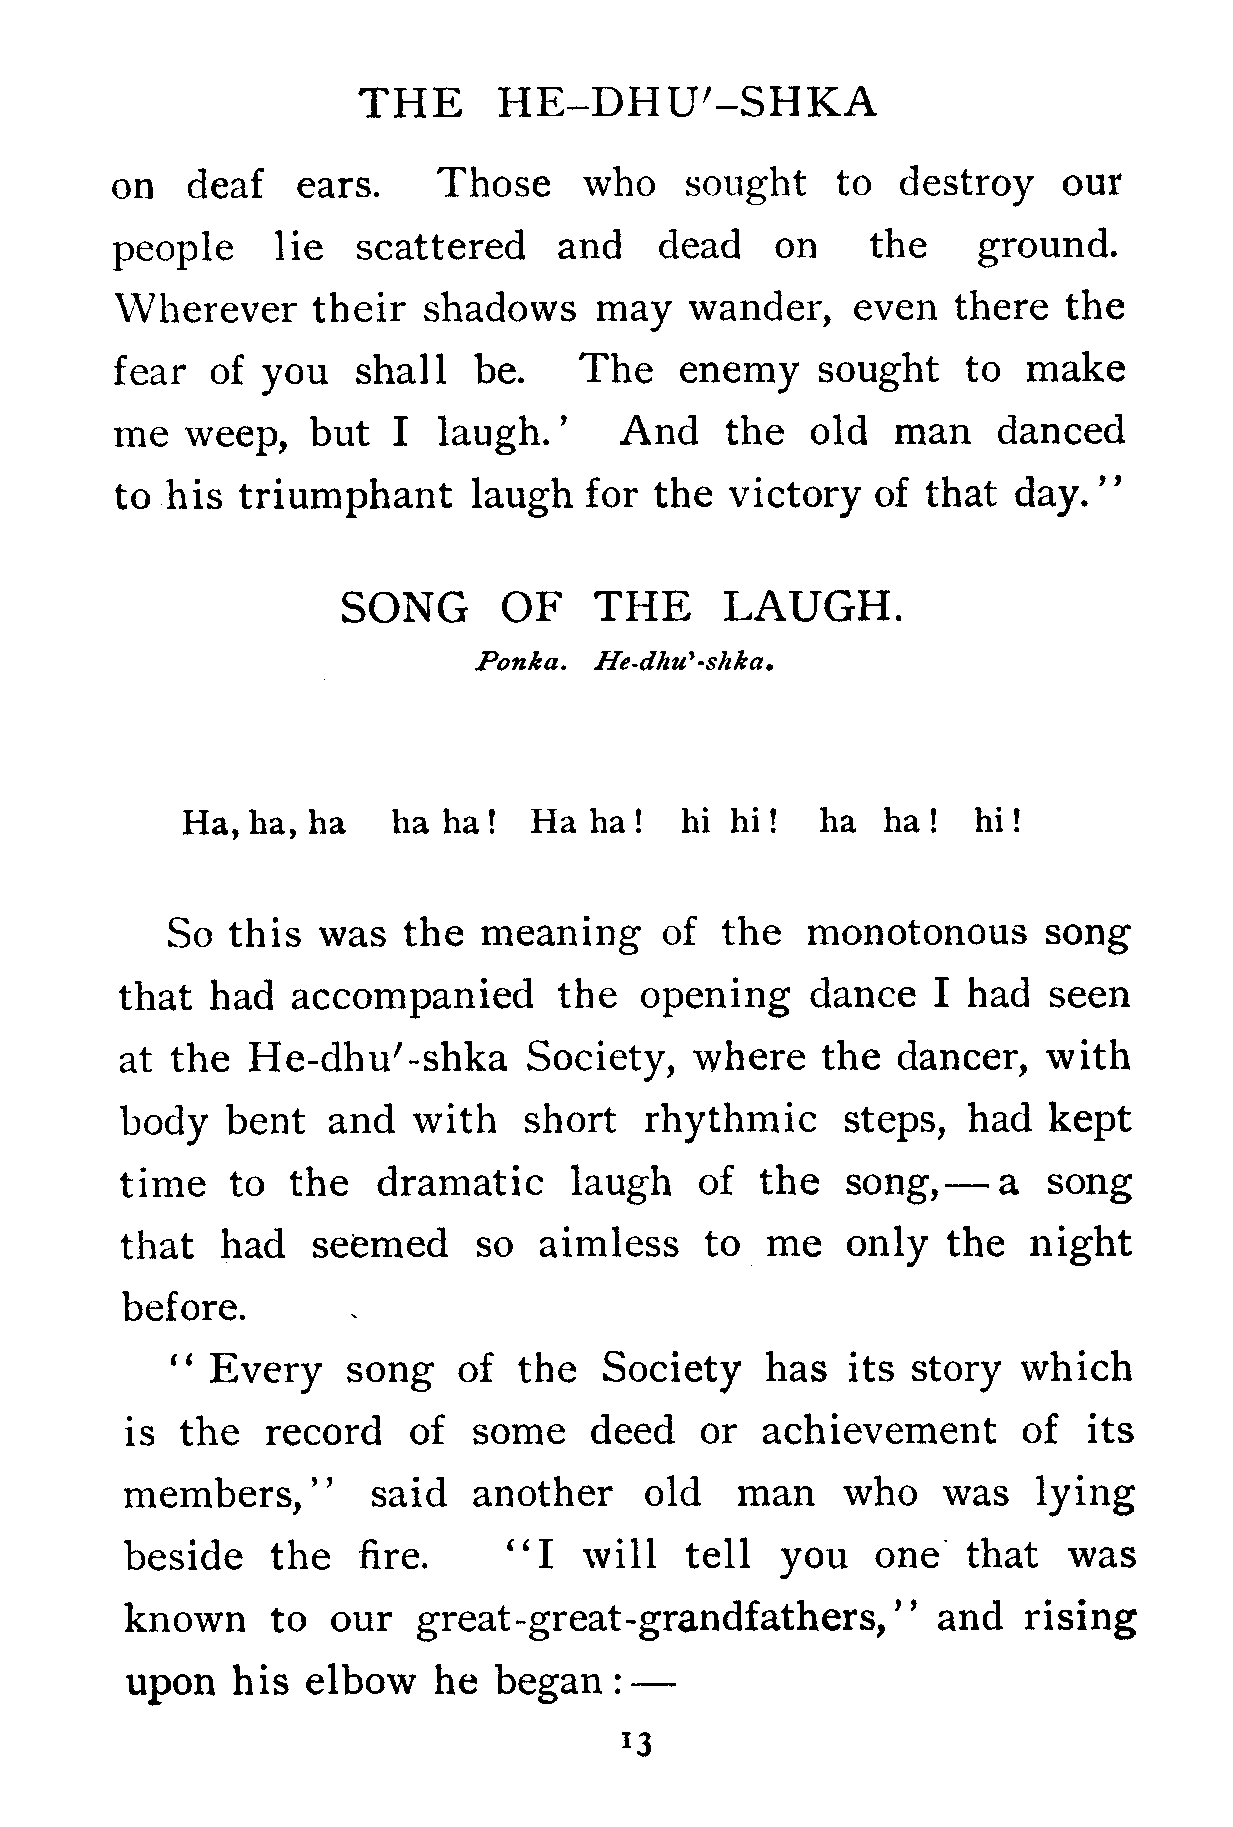 THE HE-DHU′-SHKA
on deaf ears. Those who sought to destroy our
people lie scattered and dead on the ground.
Wherever their shadows may wander, even there the
fear of you shall be. The enemy sought to make
me weep, but I laugh.’ And the old man danced
to his triumphant laugh for the victory of that day.’’
SONG OF THE LAUGH.
Ponka. He-dhu’-shka.
Ha, ha, ha ha ha! Ha ha! hi hi! ha ha! hi!
So this was the meaning of the monotonous song
that had accompanied the opening dance I had seen
at the He-dhu′-shka Society, where the dancer, with
body bent and with short rhythmic steps, had kept
time to the dramatic laugh of the song,— a song
that had seemed so aimless to me only the night
before.
‘‘ Every song of the Society has its story which
is the record of some deed or achievement of its
members,’’ said another old man who was lying
beside the fire. ‘‘I will tell you one that was
known to our great-great-grandfathers,’’ and rising
upon his elbow he began :—
13